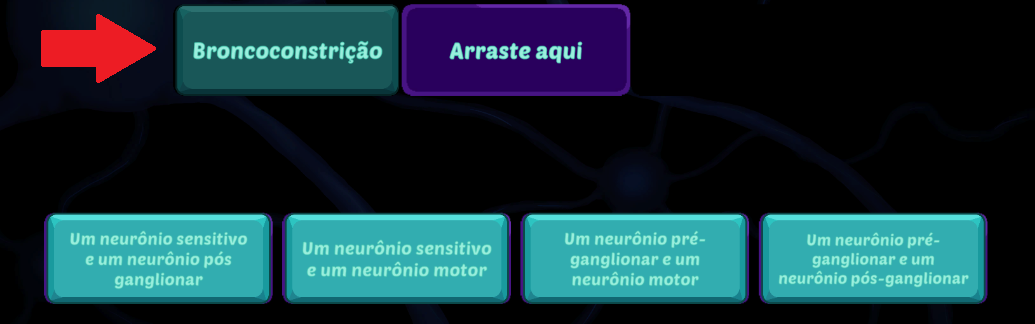 Broncoconstrição
Arraste aqui
Um neurônio sensitivo
e um neurônio pós
ganglionar
Um neurônio sensitivo
e um neurônio motor
Um neurônio pré-
ganglionar e um
neurônio motor
Um neurônio pré-
ganglionar e um
neurônio pós-ganglionar